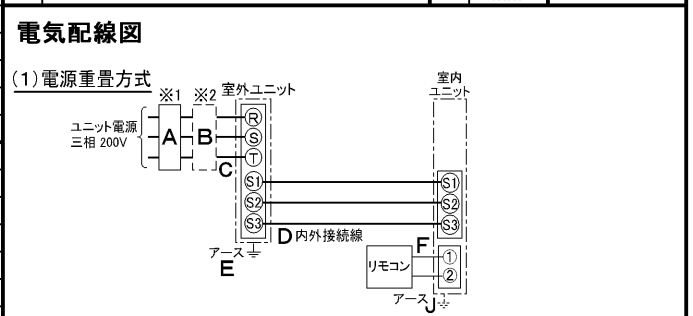 電気配線図
(1)電源重畳方式
※1 ※2 室外ユニット
室内
ユニット
ユニット電源
三相 200V
A B
C
R
S
T
S1
S2
S3
S1
S2
S3
D 内外接続線
アース
E
リモコン
F
①
②
アース J